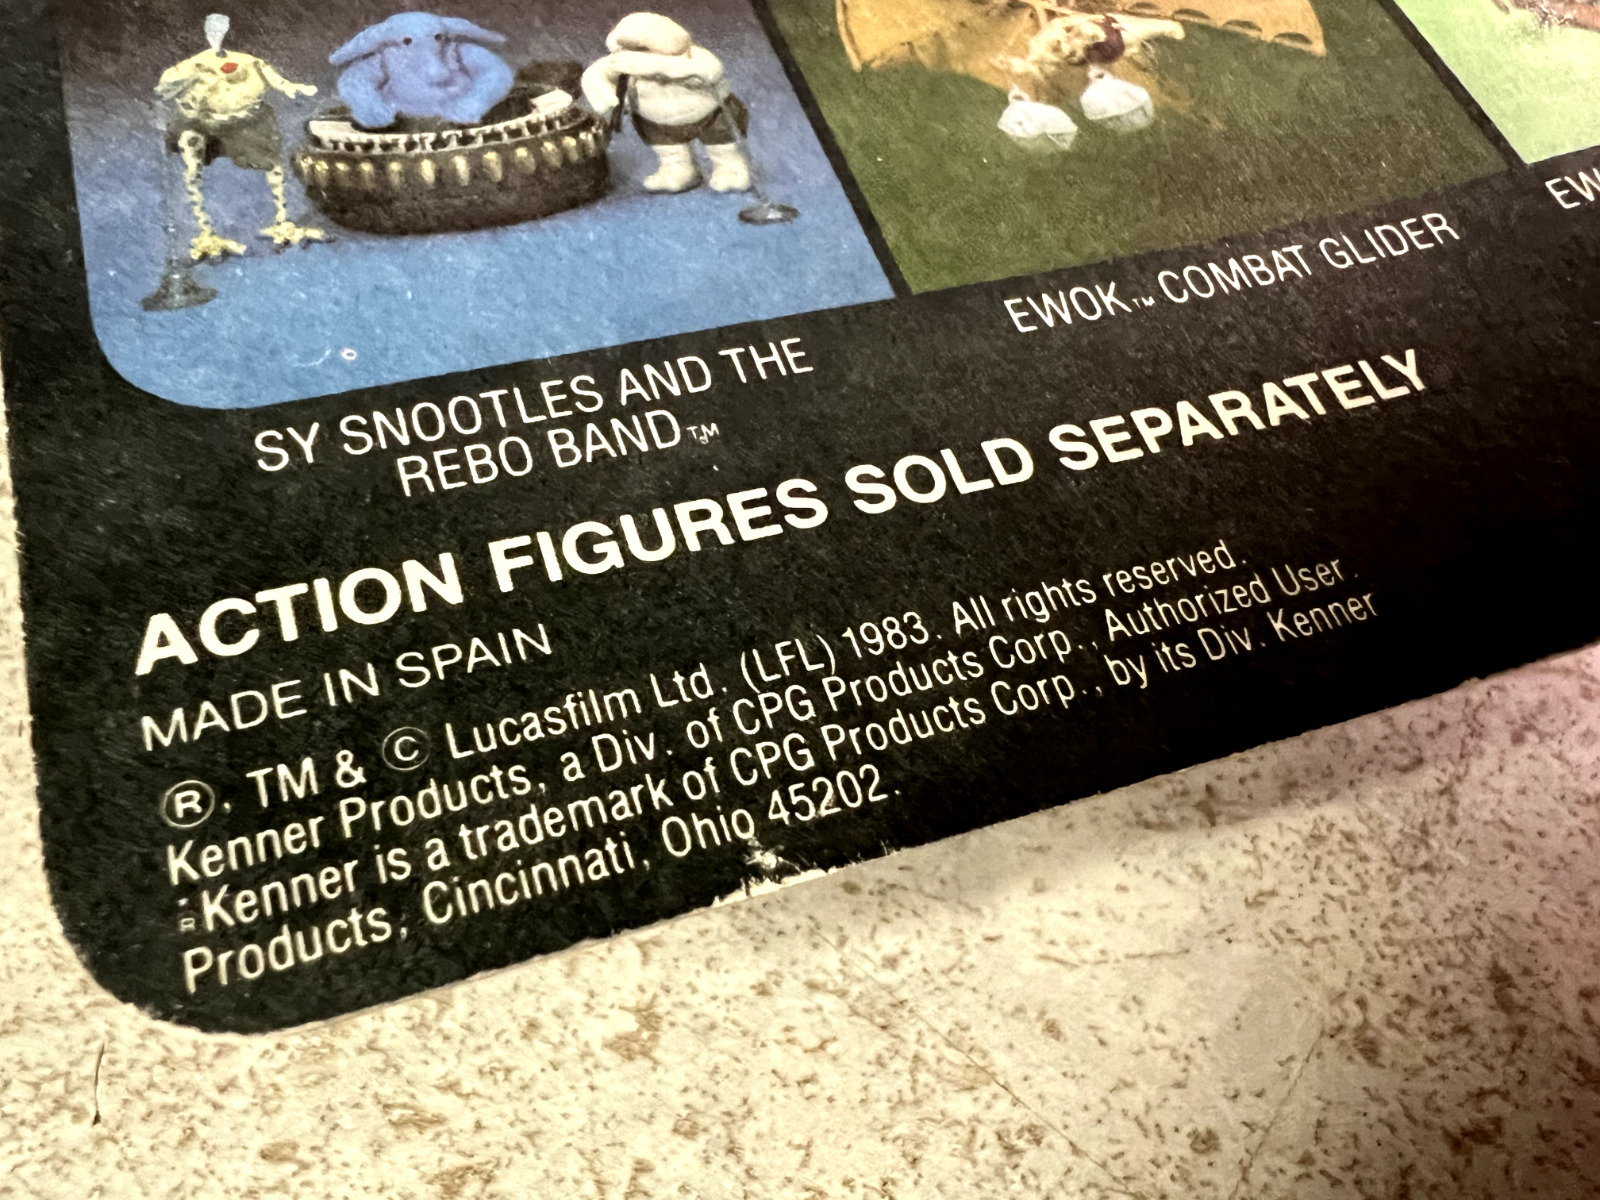 SY SNOOTLES AND THE
REBO BAND™
EWOK™ COMBAT GLIDER
EW
ACTION FIGURES SOLD SEPARATELY
MADE IN SPAIN
®. TM & © Lucasfilm Ltd. (LFL) 1983. All rights reserved.
Kenner Products, a Div. of CPG Products Corp., Authorized User.
Kenner is a trademark of CPG Products Corp., by its Div. Kenner
Products, Cincinnati, Ohio 45202.